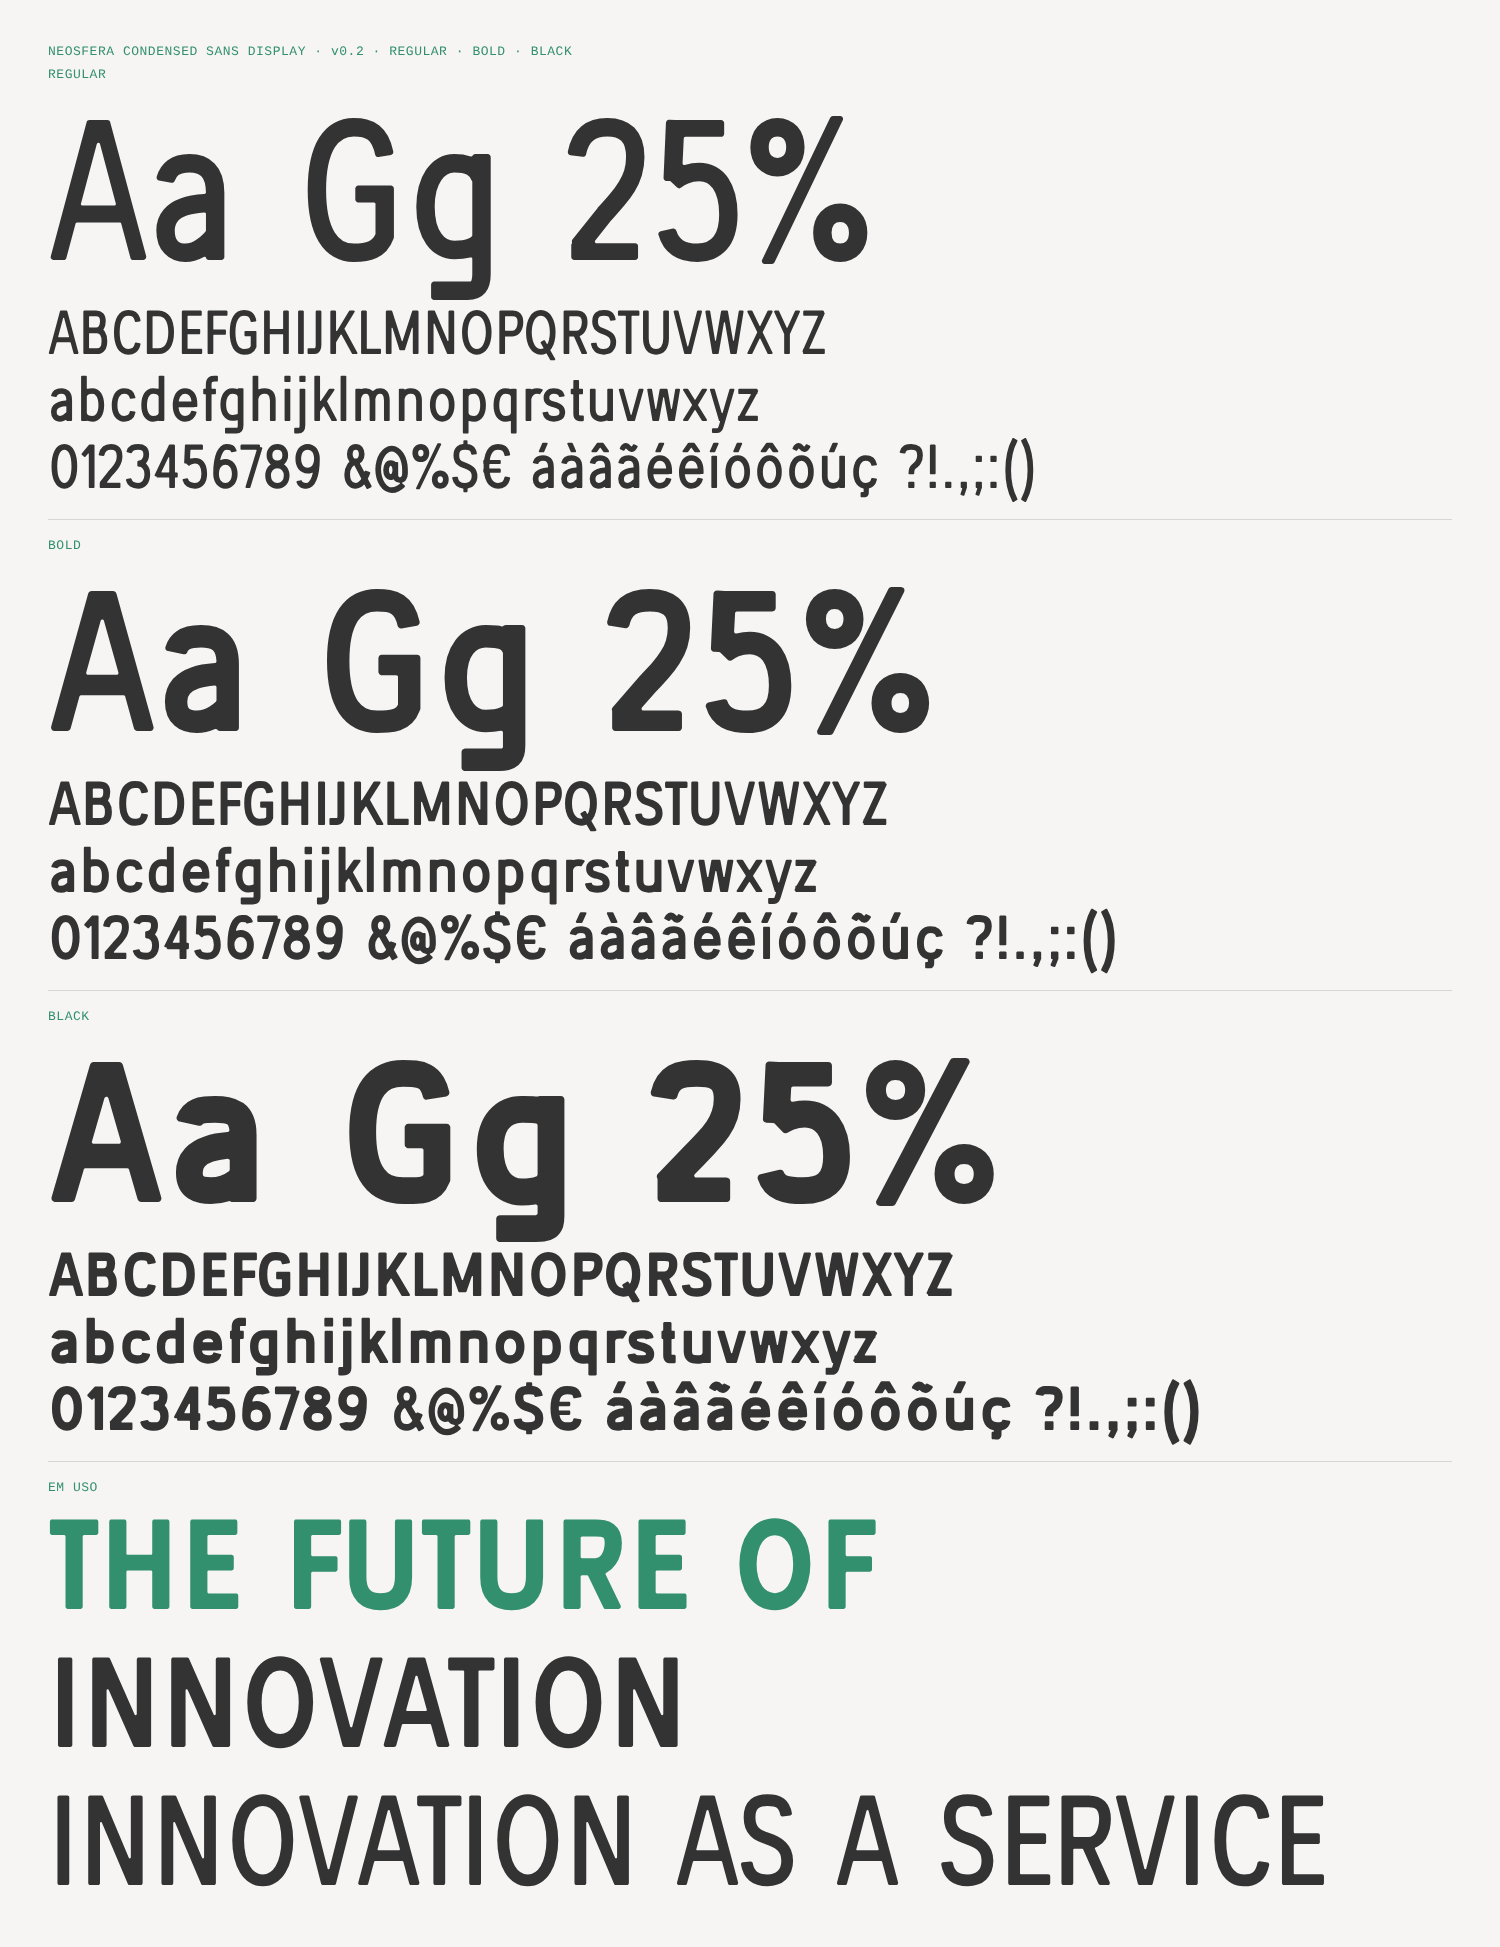 NEOSFERA CONDENSED SANS DISPLAY · v0.2 · REGULAR · BOLD · BLACK
REGULAR
Aa Gg 25%
ABCDEFGHIJKLMNOPQRSTUVWXYZ
abcdefghijklmnopqrstuvwxyz
0123456789 &@%$€ áàâãéêíóôõúç ?!.,;:()
BOLD
Aa Gg 25%
ABCDEFGHIJKLMNOPQRSTUVWXYZ
abcdefghijklmnopqrstuvwxyz
0123456789 &@%$€ áàâãéêíóôõúç ?!.,;:()
BLACK
Aa Gg 25%
ABCDEFGHIJKLMNOPQRSTUVWXYZ
abcdefghijklmnopqrstuvwxyz
0123456789 &@%$€ áàâãéêíóôõúç ?!.,;:()
EM USO
THE FUTURE OF
INNOVATION
INNOVATION AS A SERVICE